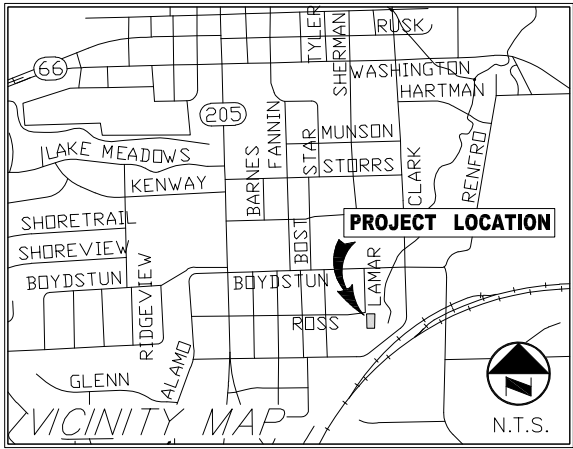 RUSK
TYLER
SHERMAN
66
WASHINGTON
HARTMAN
205
BARNES
FANNIN
STAR
MUNSON
STORRS
CLARK
RENFRO
LAKE MEADOWS
KENWAY
SHORETRAIL
SHOREVIEW
BOYDSTUN
RIDGEVIEW
BOST
PROJECT LOCATION
BOYDSTUN
LAMAR
ROSS
ALAMO
GLENN
VICINITY MAP
N
N.T.S.